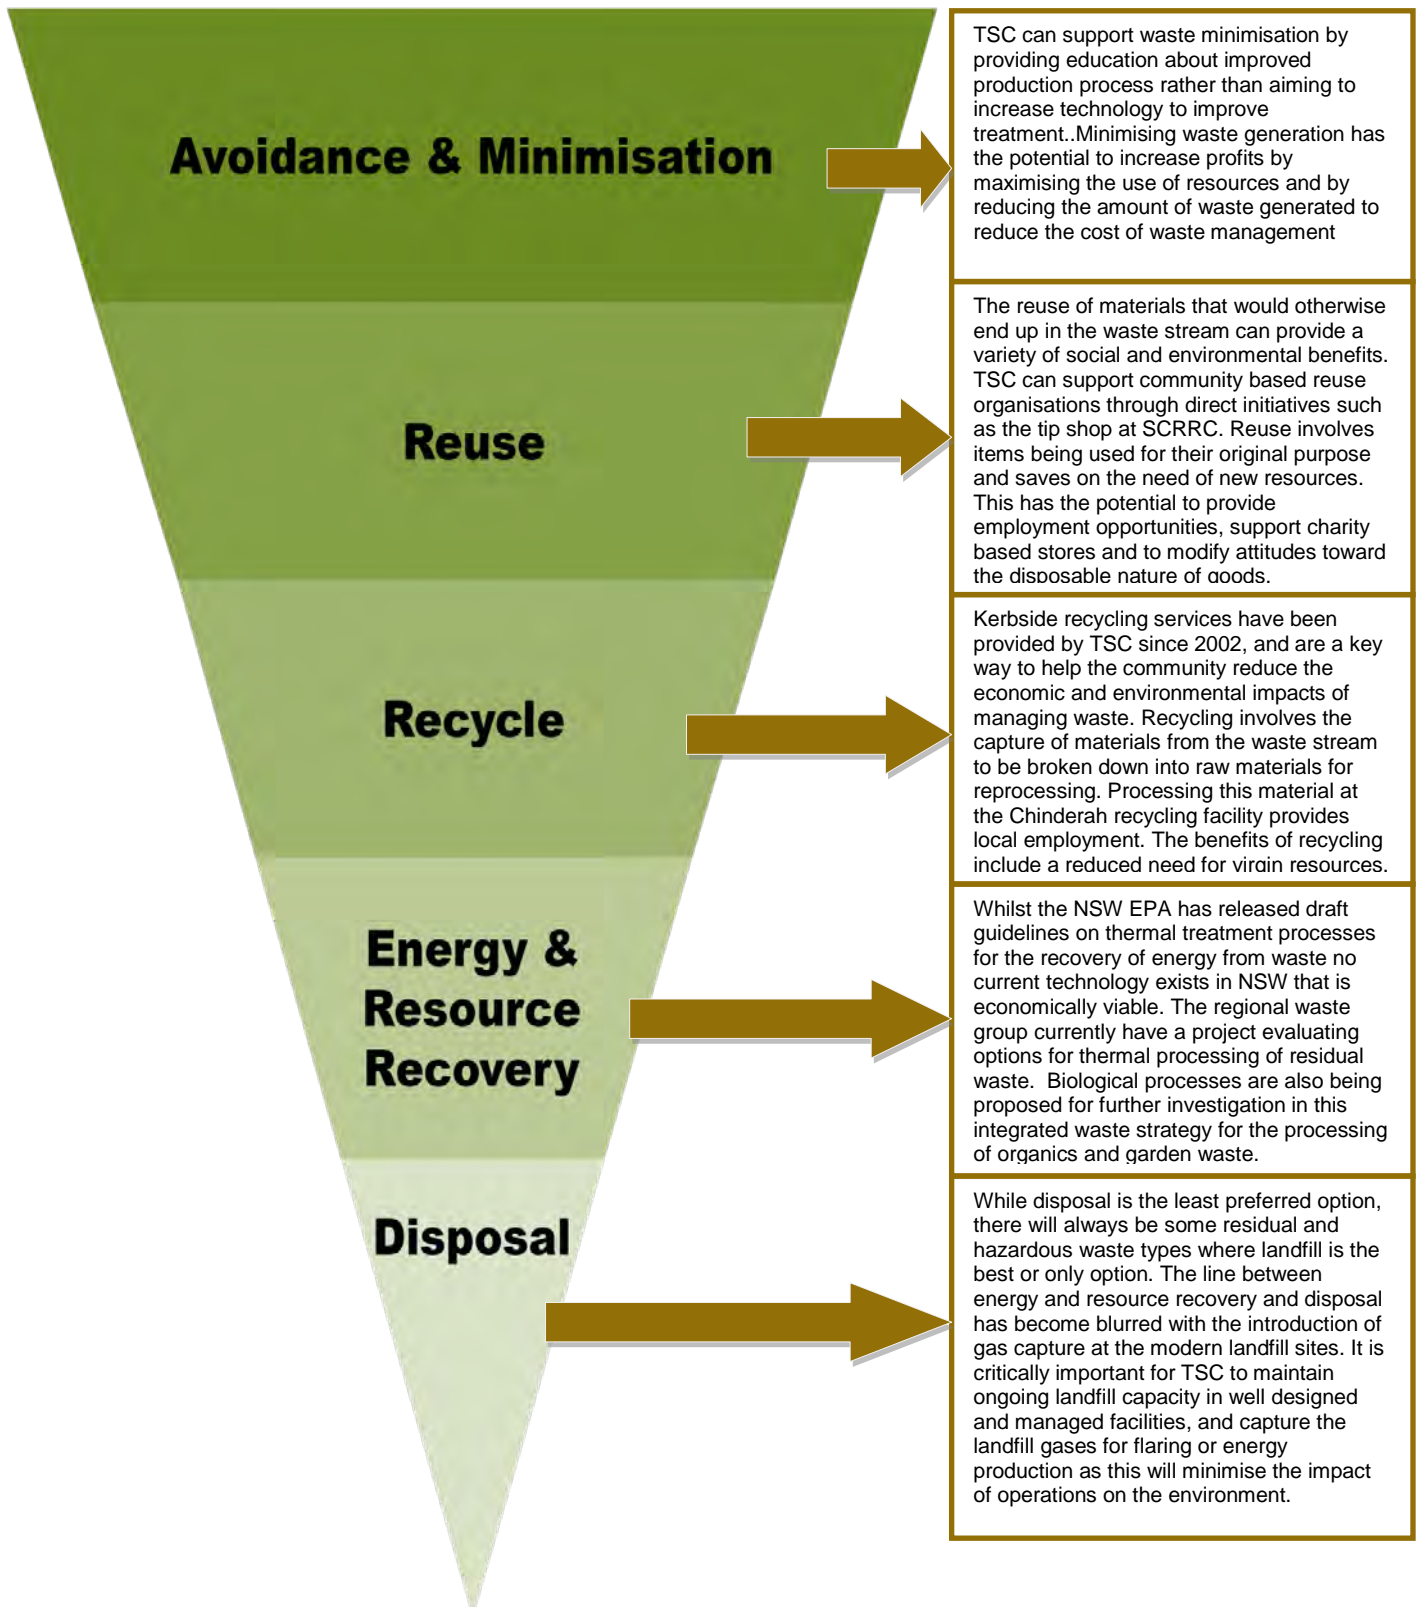 Avoidance & Minimisation
TSC can support waste minimisation by
providing education about improved
production process rather than aiming to
increase technology to improve
treatment..Minimising waste generation has
the potential to increase profits by
maximising the use of resources and by
reducing the amount of waste generated to
reduce the cost of waste management
Reuse
The reuse of materials that would otherwise
end up in the waste stream can provide a
variety of social and environmental benefits.
TSC can support community based reuse
organisations through direct initiatives such
as the tip shop at SCRRC. Reuse involves
items being used for their original purpose
and saves on the need of new resources.
This has the potential to provide
employment opportunities, support charity
based stores and to modify attitudes toward
the disposable nature of goods.
Recycle
Kerbside recycling services have been
provided by TSC since 2002, and are a key
way to help the community reduce the
economic and environmental impacts of
managing waste. Recycling involves the
capture of materials from the waste stream
to be broken down into raw materials for
reprocessing. Processing this material at
the Chinderah recycling facility provides
local employment. The benefits of recycling
include a reduced need for virgin resources.
Energy &
Resource
Recovery
Whilst the NSW EPA has released draft
guidelines on thermal treatment processes
for the recovery of energy from waste no
current technology exists in NSW that is
economically viable. The regional waste
group currently have a project evaluating
options for thermal processing of residual
waste.  Biological processes are also being
proposed for further investigation in this
integrated waste strategy for the processing
of organics and garden waste.
Disposal
While disposal is the least preferred option,
there will always be some residual and
hazardous waste types where landfill is the
best or only option. The line between
energy and resource recovery and disposal
has become blurred with the introduction of
gas capture at the modern landfill sites. It is
critically important for TSC to maintain
ongoing landfill capacity in well designed
and managed facilities, and capture the
landfill gases for flaring or energy
production as this will minimise the impact
of operations on the environment.